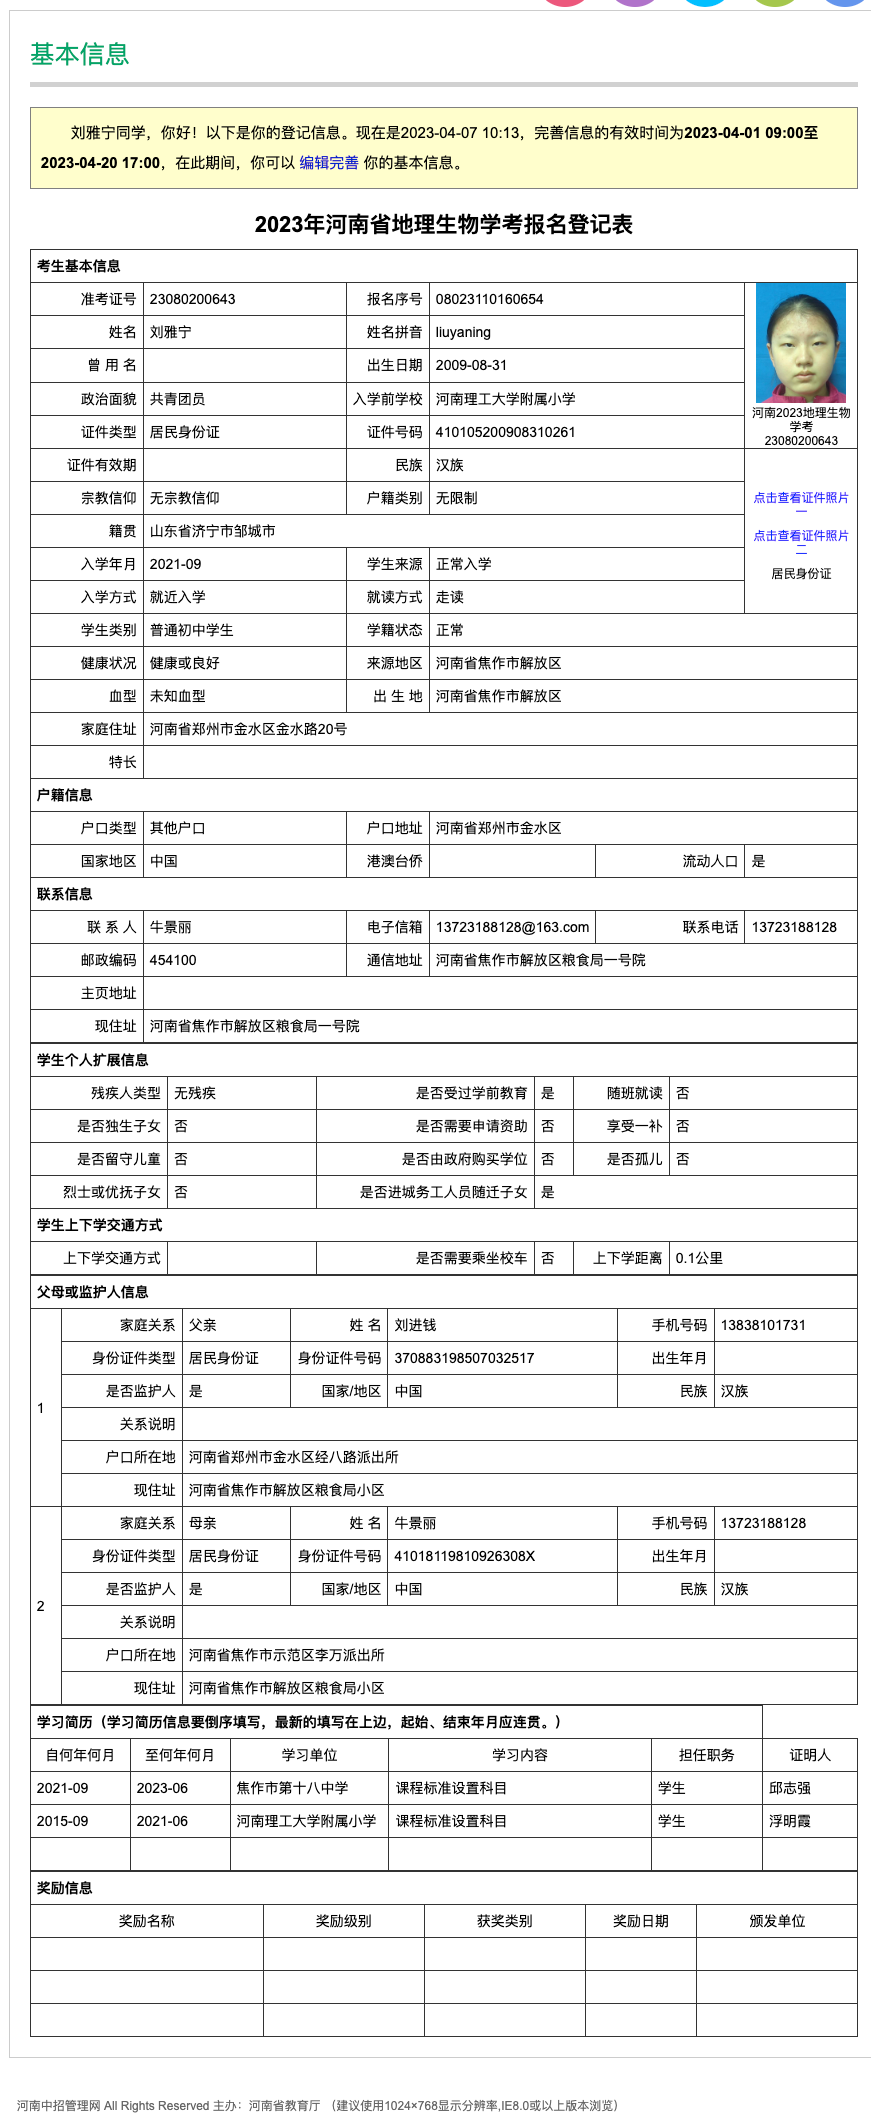 基本信息
刘雅宁同学，你好！以下是你的登记信息。现在是2023-04-07 10:13，完善信息的有效时间为2023-04-01 09:00至
2023-04-20 17:00，在此期间，你可以 编辑完善 你的基本信息。
2023年河南省地理生物学考报名登记表
考生基本信息
准考证号 23080200643 报名序号 08023110160654
姓名 刘雅宁 姓名拼音 liuyaning
曾 用 名 出生日期 2009-08-31
政治面貌 共青团员 入学前学校 河南理工大学附属小学
证件类型 居民身份证 证件号码 410105200908310261
河南2023地理生物
学考
23080200643
证件有效期 民族 汉族
宗教信仰 无宗教信仰 户籍类别 无限制
籍贯 山东省济宁市邹城市
入学年月 2021-09 学生来源 正常入学
入学方式 就近入学 就读方式 走读
点击查看证件照片
一
点击查看证件照片
二
居民身份证
学生类别 普通初中学生 学籍状态 正常
健康状况 健康或良好 来源地区 河南省焦作市解放区
血型 未知血型 出 生 地 河南省焦作市解放区
家庭住址 河南省郑州市金水区金水路20号
特长
户籍信息
户口类型 其他户口 户口地址 河南省郑州市金水区
国家地区 中国 港澳台侨 流动人口 是
联系信息
联 系 人 牛景丽 电子信箱 13723188128@163.com 联系电话 13723188128
邮政编码 454100 通信地址 河南省焦作市解放区粮食局一号院
主页地址
现住址 河南省焦作市解放区粮食局一号院
学生个人扩展信息
残疾人类型 无残疾 是否受过学前教育 是 随班就读 否
是否独生子女 否 是否需要申请资助 否 享受一补 否
是否留守儿童 否 是否由政府购买学位 否 是否孤儿 否
烈士或优抚子女 否 是否进城务工人员随迁子女 是
学生上下学交通方式
上下学交通方式 是否需要乘坐校车 否 上下学距离 0.1公里
父母或监护人信息
1
家庭关系 父亲 姓 名 刘进钱 手机号码 13838101731
身份证件类型 居民身份证 身份证件号码 370883198507032517 出生年月
是否监护人 是 国家/地区 中国 民族 汉族
关系说明
户口所在地 河南省郑州市金水区经八路派出所
现住址 河南省焦作市解放区粮食局小区
2
家庭关系 母亲 姓 名 牛景丽 手机号码 13723188128
身份证件类型 居民身份证 身份证件号码 41018119810926308X 出生年月
是否监护人 是 国家/地区 中国 民族 汉族
关系说明
户口所在地 河南省焦作市示范区李万派出所
现住址 河南省焦作市解放区粮食局小区
学习简历（学习简历信息要倒序填写，最新的填写在上边，起始、结束年月应连贯。）
自何年何月 至何年何月 学习单位 学习内容 担任职务 证明人
2021-09 2023-06 焦作市第十八中学 课程标准设置科目 学生 邱志强
2015-09 2021-06 河南理工大学附属小学 课程标准设置科目 学生 浮明霞
奖励信息
奖励名称 奖励级别 获奖类别 奖励日期 颁发单位
河南中招管理网 All Rights Reserved 主办：河南省教育厅 （建议使用1024×768显示分辨率,IE8.0或以上版本浏览）